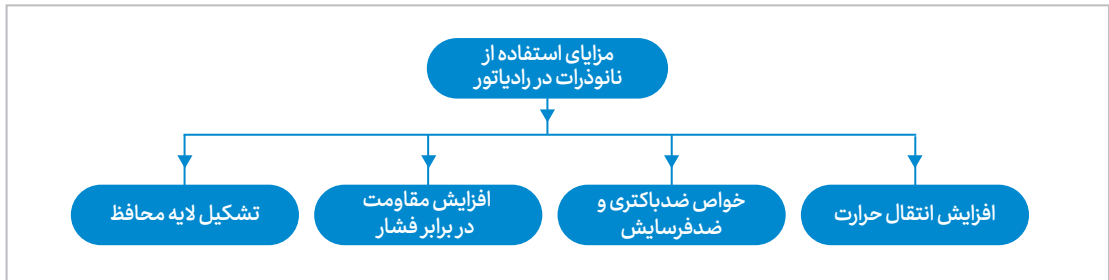 مزایای استفاده از
نانوذرات در رادیاتور
افزایش انتقال حرارت
خواص ضدباکتری و
ضدفرسایش
افزایش مقاومت
در برابر فشار
تشکیل لایه محافظ